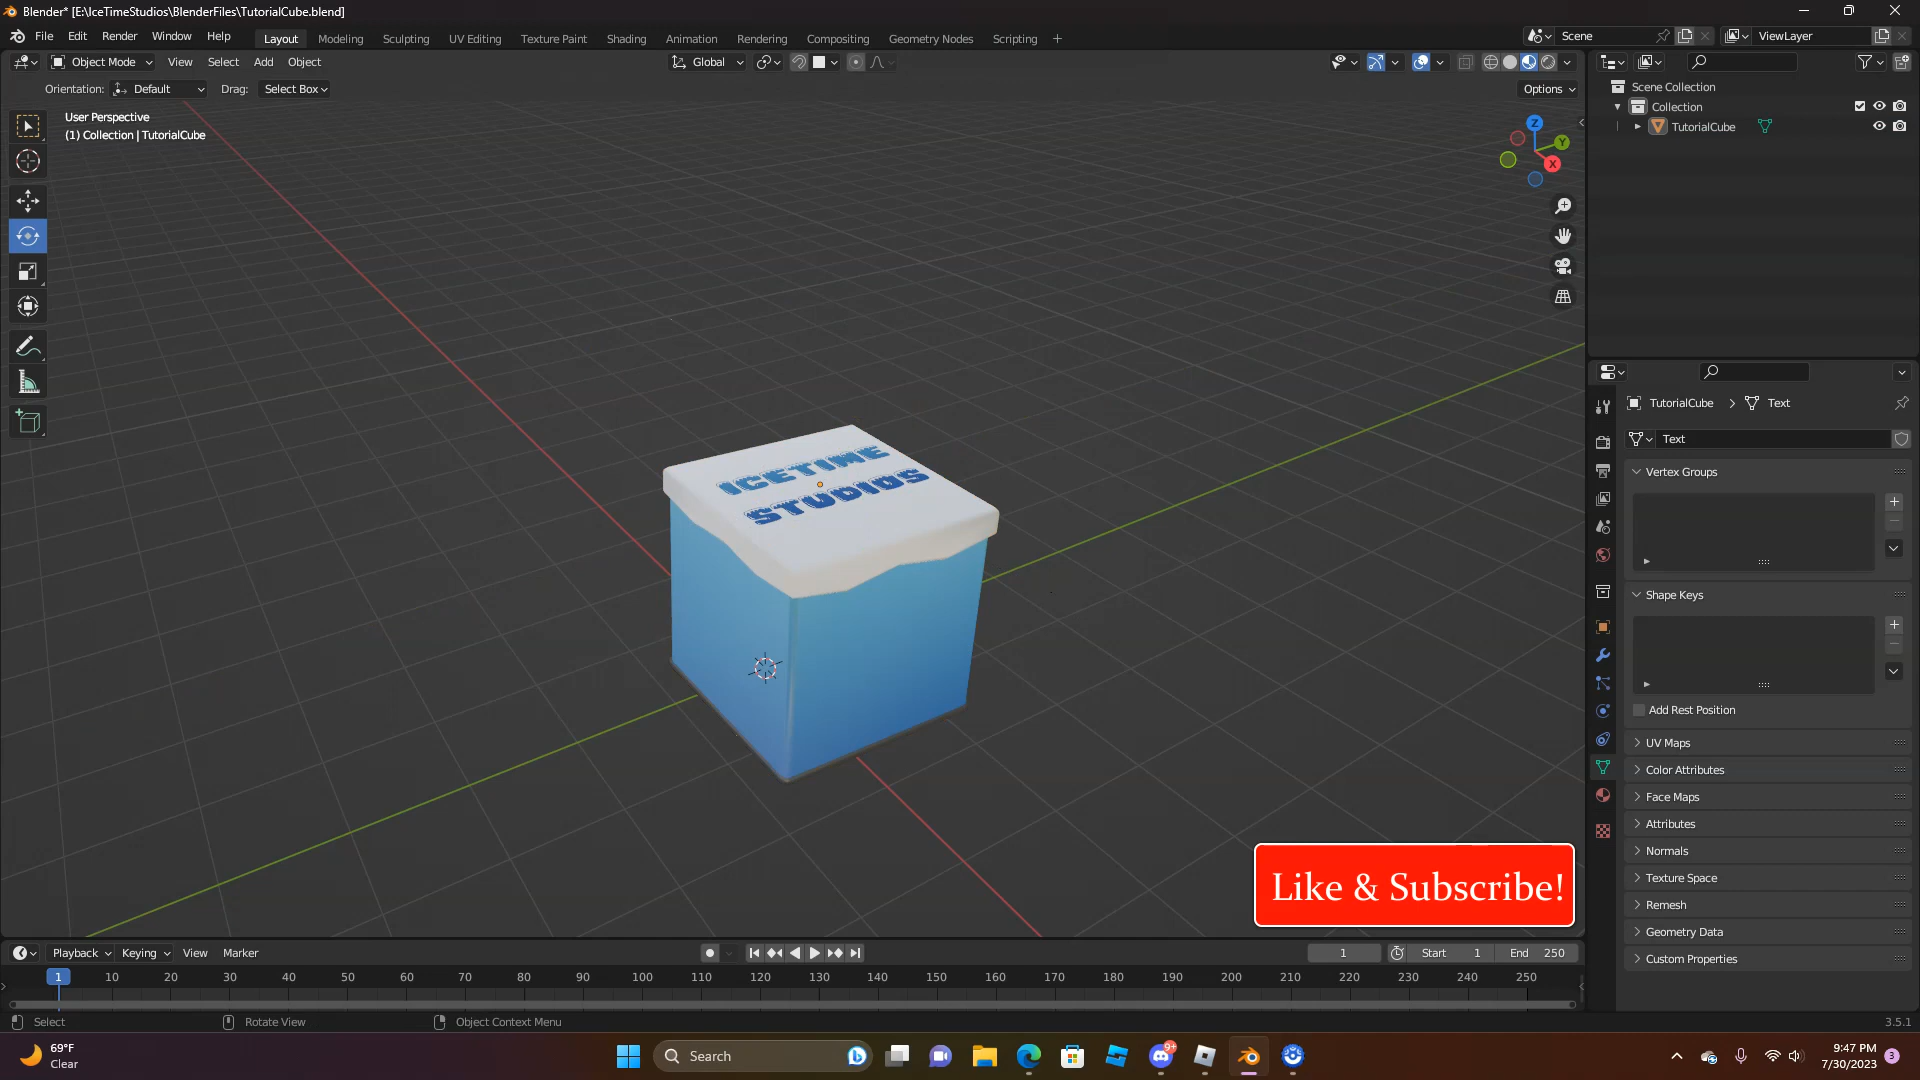 Blender* [E:\IceTimeStudios\BlenderFiles\TutorialCube.blend]
File Edit Render Window Help Layout Modeling Sculpting UV Editing Texture Paint Shading Animation Rendering Compositing Geometry Nodes Scripting + Scene ViewLayer
Object Mode View Select Add Object Global
Orientation: Default Drag: Select Box Options
User Perspective
(1) Collection | TutorialCube
Z
Y
X
ICETIME
STUDIOS
Like & Subscribe!
Scene Collection
Collection
TutorialCube
TutorialCube > Text
Text
Vertex Groups
Shape Keys
Add Rest Position
UV Maps
Color Attributes
Face Maps
Attributes
Normals
Texture Space
Remesh
Geometry Data
Custom Properties
Playback Keying View Marker 1 Start 1 End 250
1 10 20 30 40 50 60 70 80 90 100 110 120 130 140 150 160 170 180 190 200 210 220 230 240 250
Select Rotate View Object Context Menu 3.5.1
69°F
Clear
Search
9+
9:47 PM
7/30/2023
3